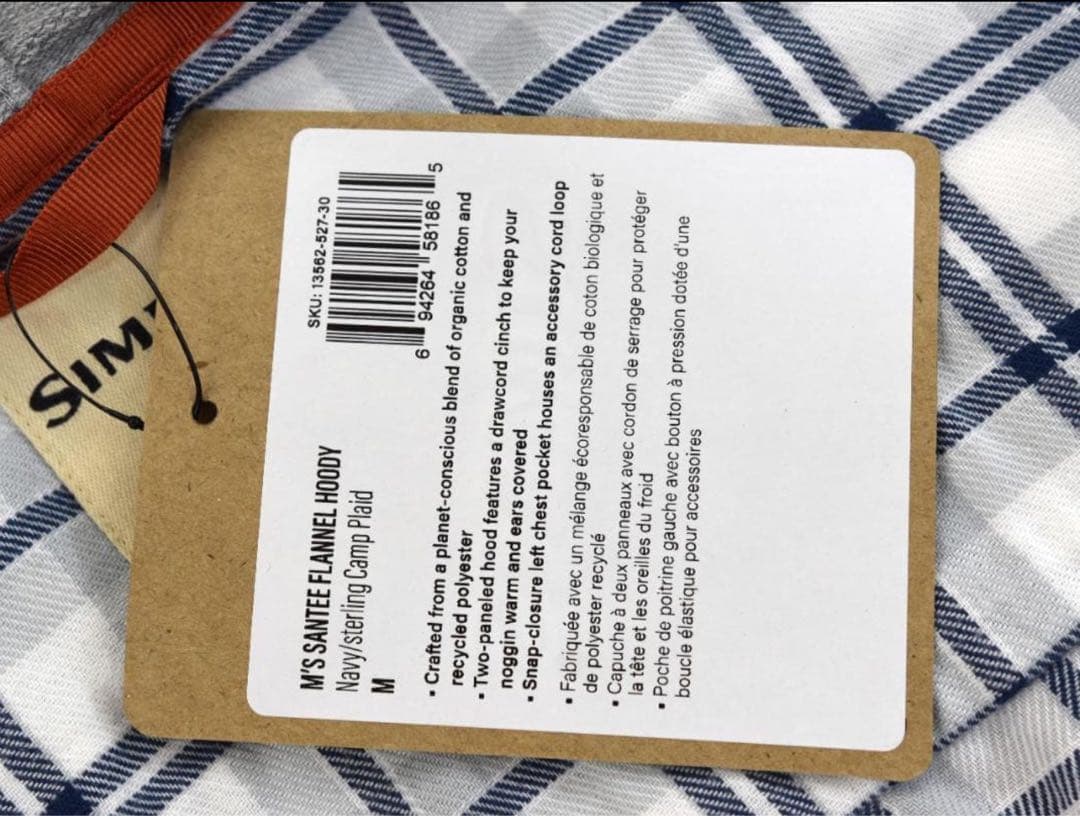 SIM
M'S SANTEE FLANNEL HOODY
Navy/sterling Camp Plaid
M
SKU: 13562-527-30
6 94264 58186 5
▪ Crafted from a planet-conscious blend of organic cotton and
recycled polyester
▪ Two-paneled hood features a drawcord cinch to keep your
noggin warm and ears covered
▪ Snap-closure left chest pocket houses an accessory cord loop
▪ Fabriquée avec un mélange écoresponsable de coton biologique et
de polyester recyclé
▪ Capuche à deux panneaux avec cordon de serrage pour protéger
la tête et les oreilles du froid
▪ Poche de poitrine gauche avec bouton à pression dotée d'une
boucle élastique pour accessoires